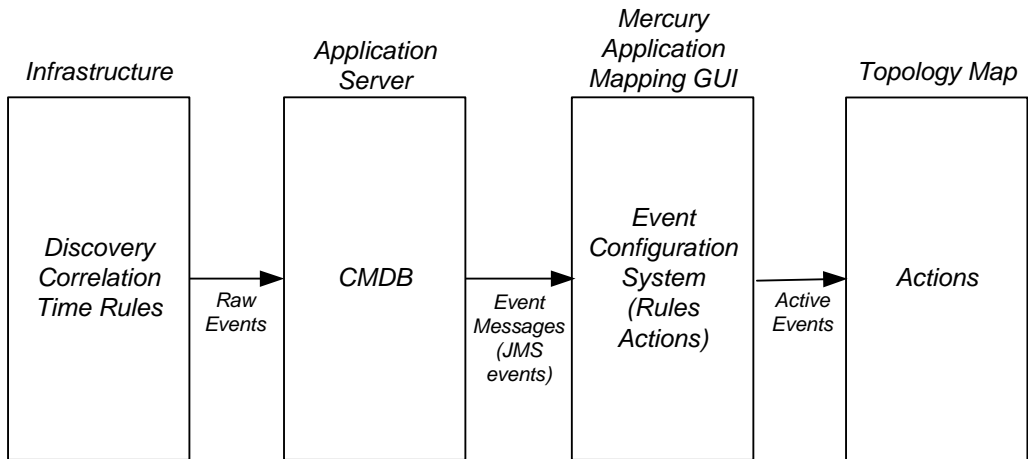 Infrastructure
Application
Server
Mercury
Application
Mapping GUI
Topology Map
Discovery
Correlation
Time Rules
Raw
Events
CMDB
Event
Messages
(JMS
events)
Event
Configuration
System
(Rules
Actions)
Active
Events
Actions